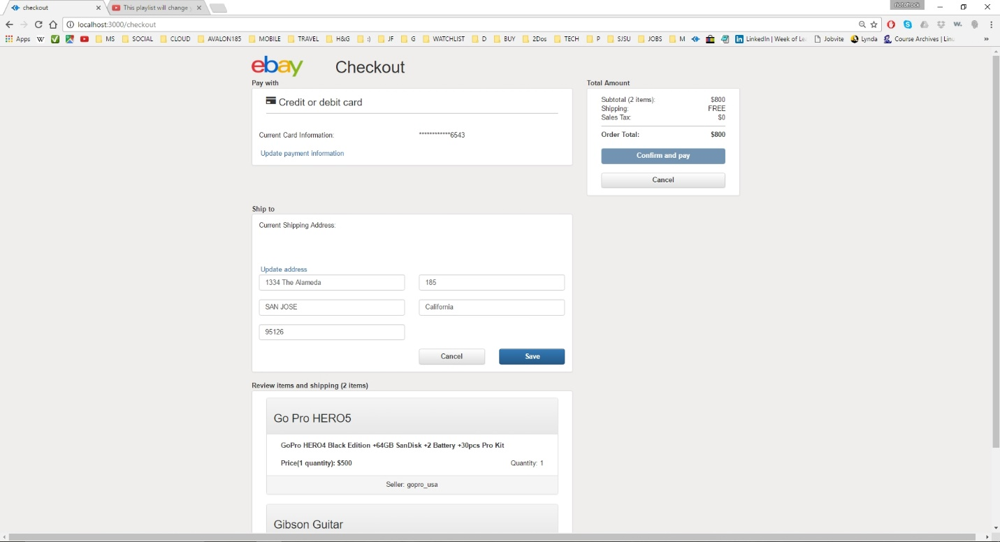 checkout
This playlist will change
localhost:3000/checkout
Apps W MS SOCIAL CLOUD AVALON185 MOBILE TRAVEL H&G :) JF G WATCHLIST D BUY 2Dos TECH P SJSU JOBS M LinkedIn | Week of Le Jobvite Lynda Course Archives | Linu »
ebay Checkout
Pay with
Credit or debit card
Current Card Information: ************6543
Update payment information
Total Amount
Subtotal (2 items): $800
Shipping: FREE
Sales Tax: $0
Order Total: $800
Confirm and pay
Cancel
Ship to
Current Shipping Address:
Update address
1334 The Alameda 185
SAN JOSE California
95126
Cancel Save
Review items and shipping (2 items)
Go Pro HERO5
GoPro HERO4 Black Edition +64GB SanDisk +2 Battery +30pcs Pro Kit
Price(1 quantity): $500 Quantity: 1
Seller: gopro_usa
Gibson Guitar